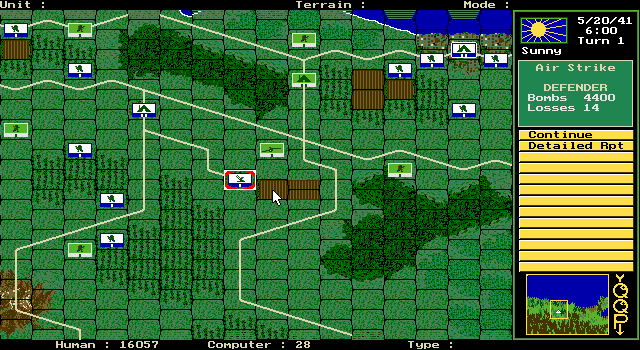 Unit :
Terrain :
Mode :
5/20/41
6:00
Turn 1
Sunny
Air Strike
DEFENDER
Bombs 4400
Losses 14
Continue
Detailed Rpt
Human : 16057
Computer : 28
Type :